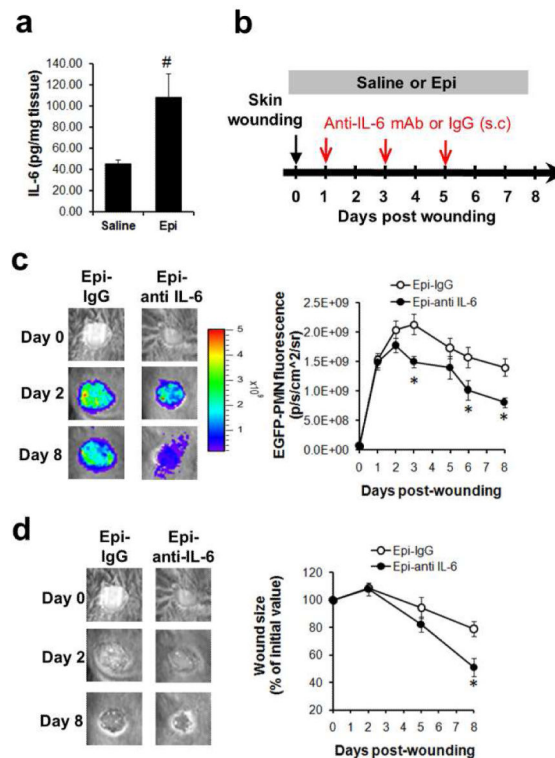 a
#
140.00
120.00
100.00
80.00
60.00
40.00
20.00
0.00
IL-6 (pg/mg tissue)
Saline
Epi
b
Saline or Epi
Skin
wounding
Anti-IL-6 mAb or IgG (s.c)
0 1 2 3 4 5 6 7 8
Days post wounding
c
Epi-
IgG
Epi-
anti IL-6
Day 0
Day 2
Day 8
5
4
3
2
1
X10⁹
Epi-IgG
Epi-anti IL-6
2.5E+09
2.0E+09
1.5E+09
1.0E+09
5.0E+08
0.0E+00
EGFP-PMN fluorescence
(p/s/cm^2/sr)
*
*
*
0 1 2 3 5 6 8
Days post-wounding
d
Epi-
IgG
Epi-
anti-IL-6
Day 0
Day 2
Day 8
Epi-IgG
Epi-anti IL-6
120
100
80
60
40
20
Wound size
(% of initial value)
*
0 1 2 3 4 5 6 7 8
Days post-wounding